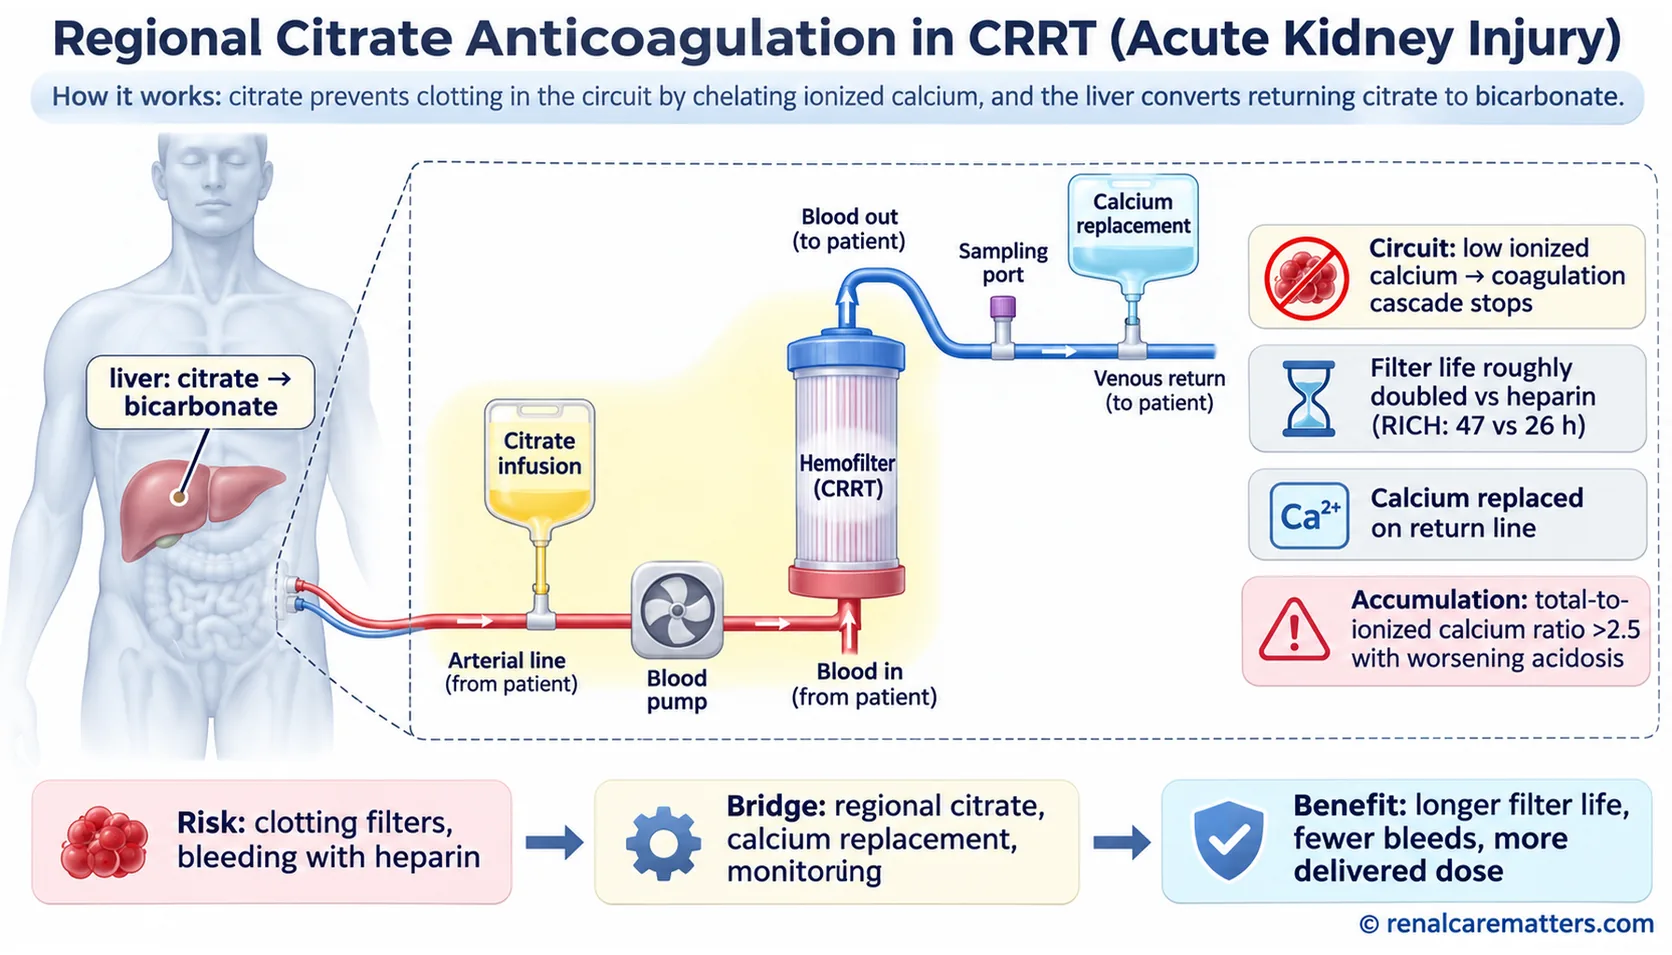 Regional Citrate Anticoagulation in CRRT (Acute Kidney Injury)
How it works: citrate prevents clotting in the circuit by chelating ionized calcium, and the liver converts returning citrate to bicarbonate.
liver: citrate →
bicarbonate
Citrate
infusion
Arterial line
(from patient)
Blood
pump
Blood out
(to patient)
Hemofilter
(CRRT)
Blood in
(from patient)
Sampling
port
Calcium
replacement
Venous return
(to patient)
Circuit: low ionized
calcium → coagulation
cascade stops
Filter life roughly
doubled vs heparin
(RICH: 47 vs 26 h)
Ca2+
Calcium replaced
on return line
Accumulation: total-to-
ionized calcium ratio >2.5
with worsening acidosis
Risk: clotting filters,
bleeding with heparin
Bridge: regional citrate,
calcium replacement,
monitorıng
Benefit: longer filter life,
fewer bleeds, more
delivered dose
© renalcarematters.com